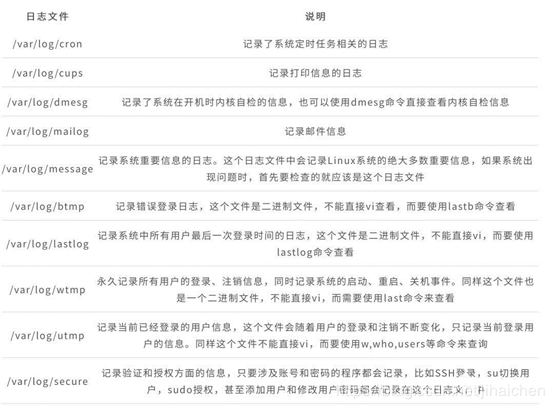 日志文件 说明
/var/log/cron 记录了系统定时任务相关的日志
/var/log/cups 记录打印信息的日志
/var/log/dmesg 记录了系统在开机时内核自检的信息，也可以使用dmesg命令直接查看内核自检信息
/var/log/mailog 记录邮件信息
/var/log/message 记录系统重要信息的日志。这个日志文件中会记录Linux系统的绝大多数重要信息，如果系统出
现问题时，首先要检查的就应该是这个日志文件
/var/log/btmp 记录错误登录日志，这个文件是二进制文件，不能直接vi查看，而要使用lastb命令查看
/var/log/lastlog 记录系统中所有用户最后一次登录时间的日志，这个文件是二进制文件，不能直接vi，而要使用
lastlog命令查看
/var/log/wtmp 永久记录所有用户的登录、注销信息，同时记录系统的启动、重启、关机事件。同样这个文件也
是一个二进制文件，不能直接vi，而需要使用last命令来查看
/var/log/utmp 记录当前已经登录的用户信息，这个文件会随着用户的登录和注销不断变化，只记录当前登录用
户的信息。同样这个文件不能直接vi，而要使用w,who,users等命令来查询
/var/log/secure 记录验证和授权方面的信息，只要涉及账号和密码的程序都会记录，比如SSH登录，su切换用
户，sudo授权，甚至添加用户和修改用户密码都会记录在这个日志文